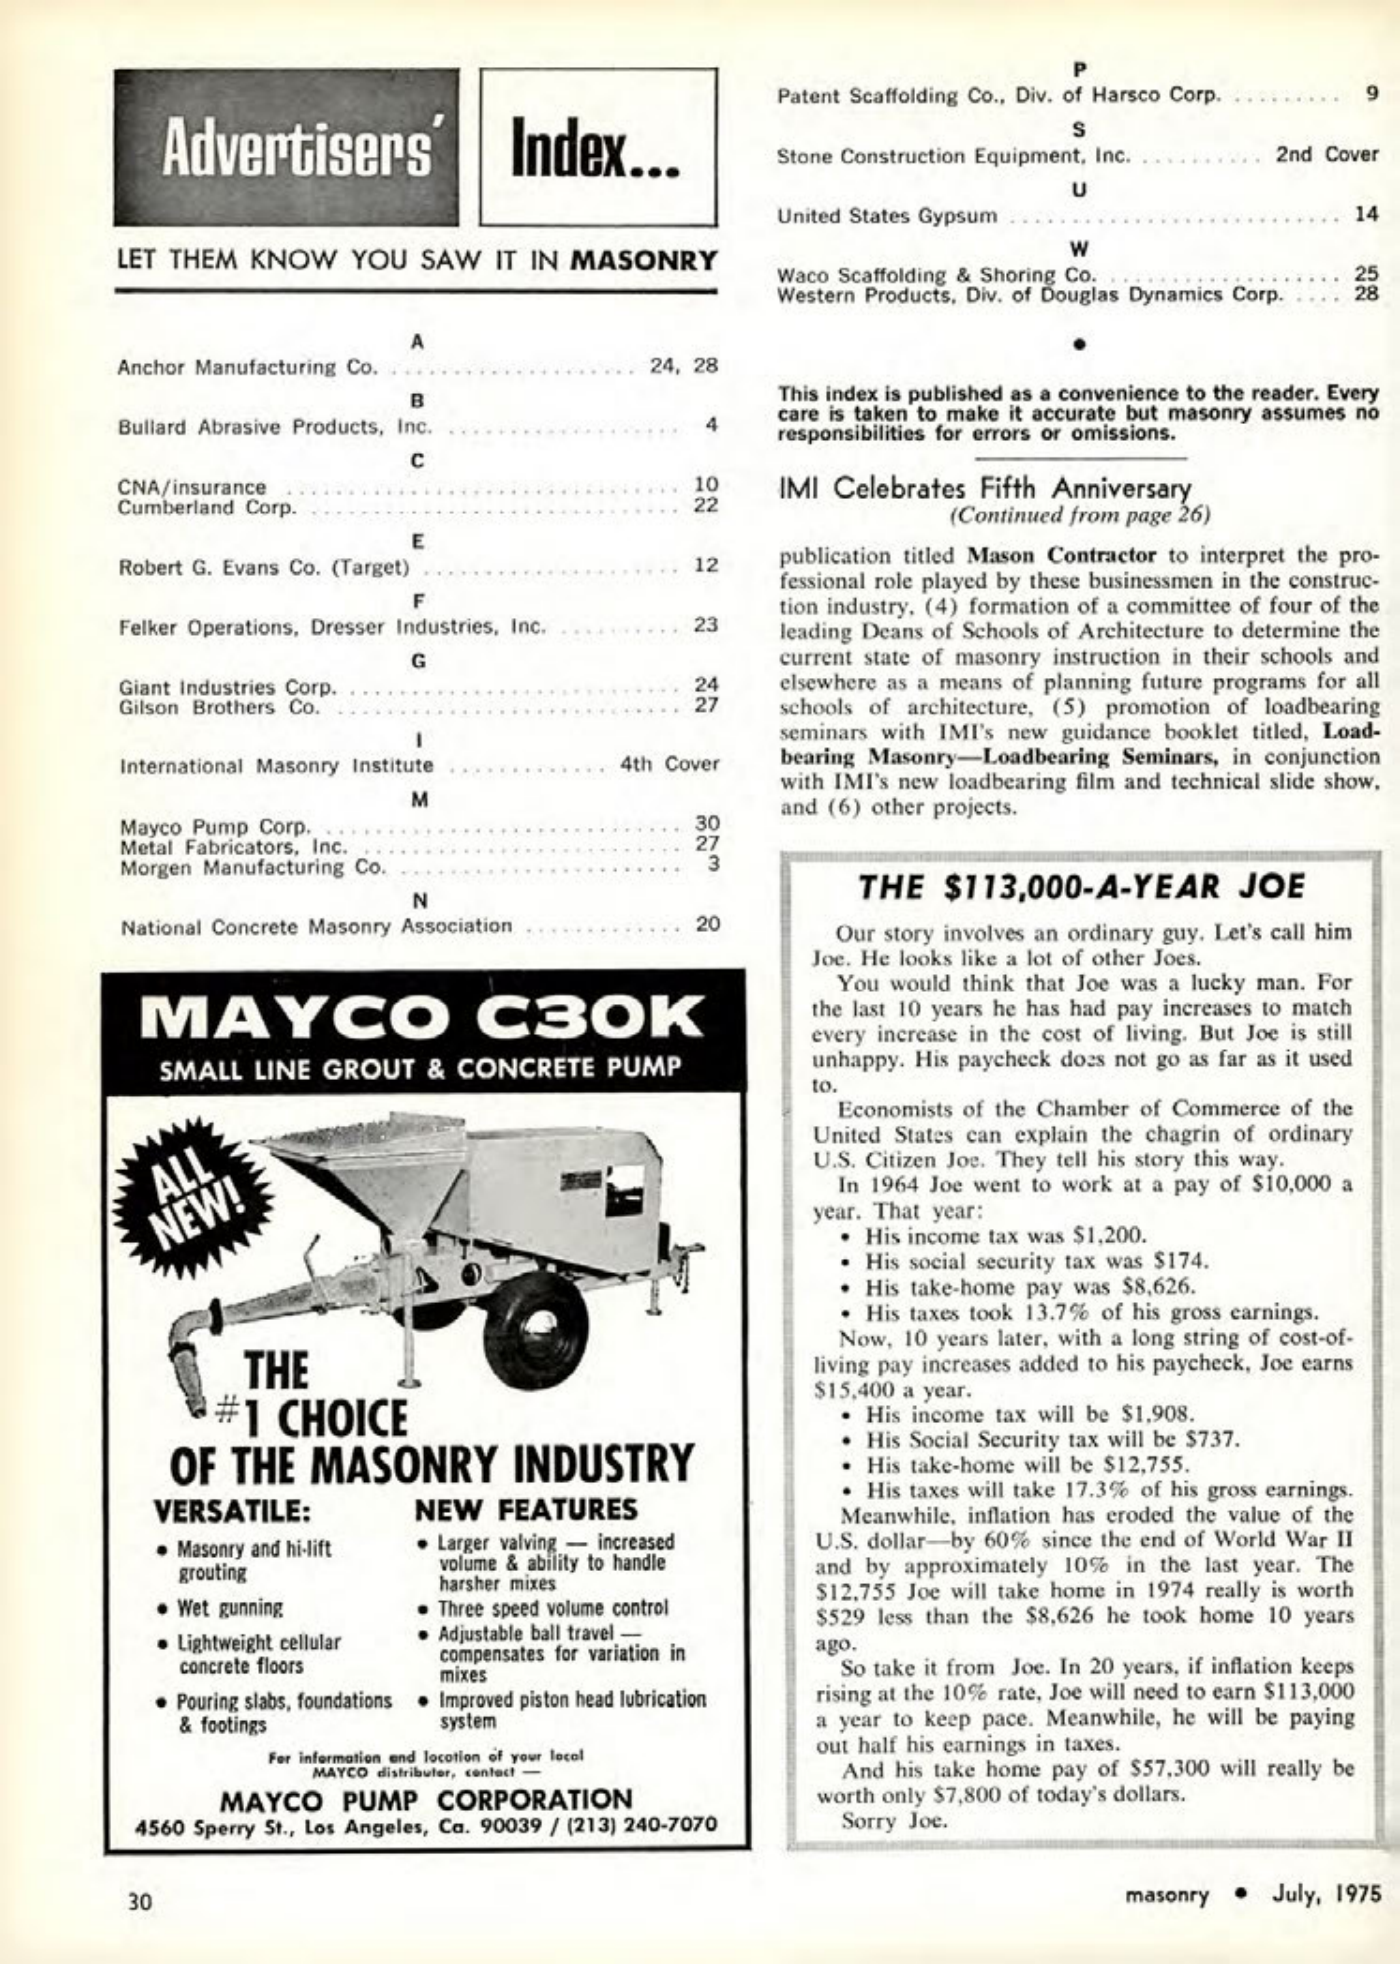 Advertisers' Index...
LET THEM KNOW YOU SAW IT IN MASONRY
A
Anchor Manufacturing Co. .................... 24, 28
B
Bullard Abrasive Products, Inc. .................... 4
C
CNA/insurance .................... 10
Cumberland Corp. .................... 22
E
Robert G. Evans Co. (Target) .................... 12
F
Felker Operations, Dresser Industries, Inc. .......... 23
G
Giant Industries Corp. .................... 24
Gilson Brothers Co. .................... 27
I
International Masonry Institute ............. 4th Cover
M
Mayco Pump Corp. .................... 30
Metal Fabricators, Inc. .................... 27
Morgen Manufacturing Co. .................... 3
N
National Concrete Masonry Association ............. 20
MAYCO C30K
SMALL LINE GROUT & CONCRETE PUMP
ALL
NEW!
THE
#1 CHOICE
OF THE MASONRY INDUSTRY
VERSATILE:
• Masonry and hi-lift
grouting
• Wet gunning
• Lightweight cellular
concrete floors
• Pouring slabs, foundations
& footings
NEW FEATURES
• Larger valving — increased
volume & ability to handle
harsher mixes
• Three speed volume control
• Adjustable ball travel —
compensates for variation in
mixes
• Improved piston head lubrication
system
For information and location of your local
MAYCO distributor, contact —
MAYCO PUMP CORPORATION
4560 Sperry St., Los Angeles, Ca. 90039 / (213) 240-7070
P
Patent Scaffolding Co., Div. of Harsco Corp. .......... 9
S
Stone Construction Equipment, Inc. .......... 2nd Cover
U
United States Gypsum .................... 14
W
Waco Scaffolding & Shoring Co. .................... 25
Western Products, Div. of Douglas Dynamics Corp. .... 28
•
This index is published as a convenience to the reader. Every
care is taken to make it accurate but masonry assumes no
responsibilities for errors or omissions.
IMI Celebrates Fifth Anniversary
(Continued from page 26)
publication titled Mason Contractor to interpret the pro-
fessional role played by these businessmen in the construc-
tion industry, (4) formation of a committee of four of the
leading Deans of Schools of Architecture to determine the
current state of masonry instruction in their schools and
elsewhere as a means of planning future programs for all
schools of architecture, (5) promotion of loadbearing
seminars with IMI's new guidance booklet titled, Load-
bearing Masonry—Loadbearing Seminars, in conjunction
with IMI's new loadbearing film and technical slide show,
and (6) other projects.
THE $113,000-A-YEAR JOE
Our story involves an ordinary guy. Let's call him
Joe. He looks like a lot of other Joes.
You would think that Joe was a lucky man. For
the last 10 years he has had pay increases to match
every increase in the cost of living. But Joe is still
unhappy. His paycheck does not go as far as it used
to.
Economists of the Chamber of Commerce of the
United States can explain the chagrin of ordinary
U.S. Citizen Joe. They tell his story this way.
In 1964 Joe went to work at a pay of $10,000 a
year. That year:
• His income tax was $1,200.
• His social security tax was $174.
• His take-home pay was $8,626.
• His taxes took 13.7% of his gross earnings.
Now, 10 years later, with a long string of cost-of-
living pay increases added to his paycheck, Joe earns
$15,400 a year.
• His income tax will be $1,908.
• His Social Security tax will be $737.
• His take-home will be $12,755.
• His taxes will take 17.3% of his gross earnings.
Meanwhile, inflation has eroded the value of the
U.S. dollar—by 60% since the end of World War II
and by approximately 10% in the last year. The
$12,755 Joe will take home in 1974 really is worth
$529 less than the $8,626 he took home 10 years
ago.
So take it from Joe. In 20 years, if inflation keeps
rising at the 10% rate, Joe will need to earn $113,000
a year to keep pace. Meanwhile, he will be paying
out half his earnings in taxes.
And his take home pay of $57,300 will really be
worth only $7,800 of today's dollars.
Sorry Joe.
30
masonry • July, 1975